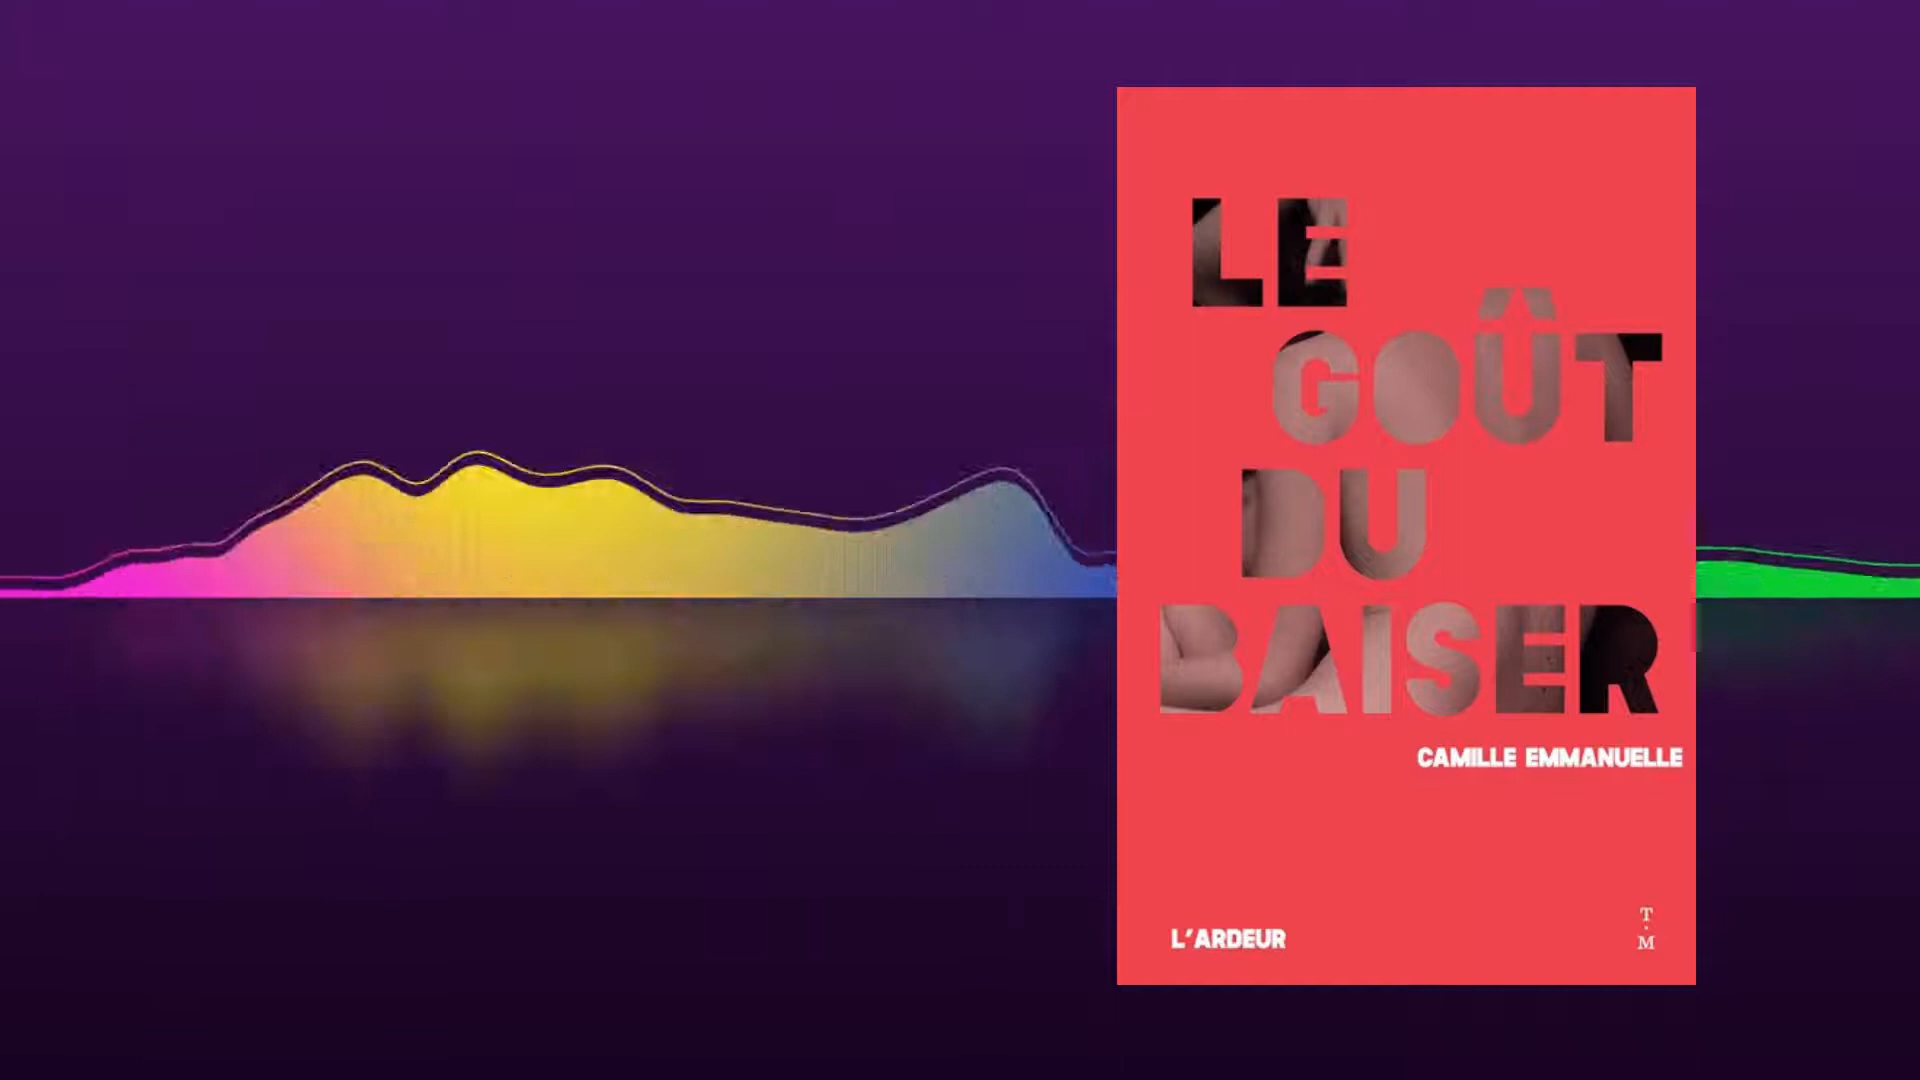 LE
GOÛT
DU
BAISER
CAMILLE EMMANUELLE
L'ARDEUR
T.M